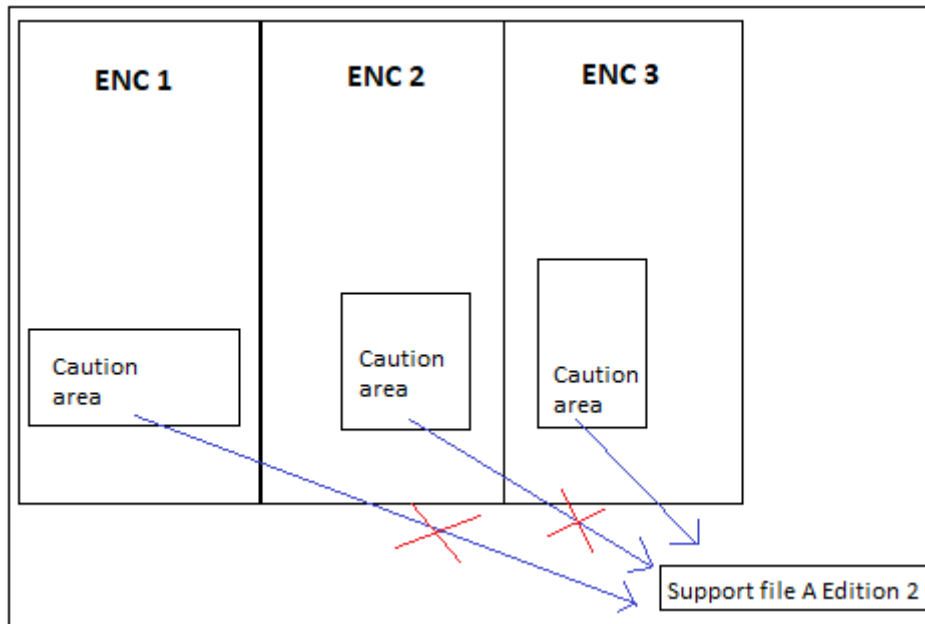 ENC 1
ENC 2
ENC 3
Caution
area
Caution
area
Caution
area
Support file A Edition 2